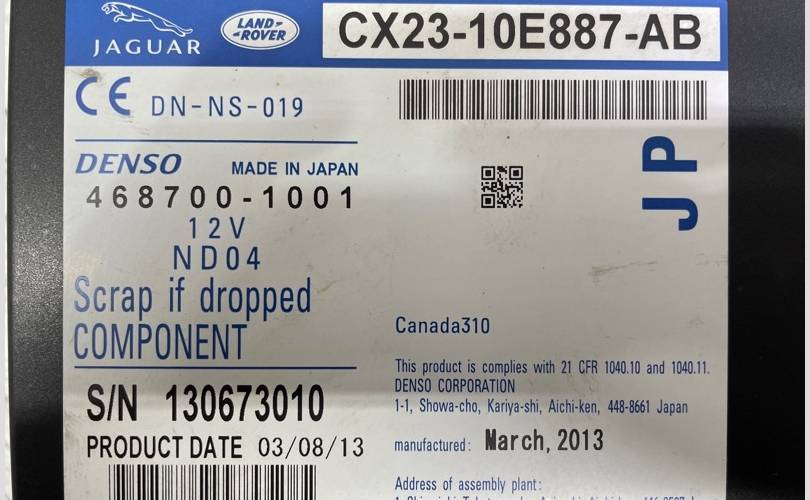 JAGUAR
LAND-
-ROVER
CX23-10E887-AB
CE DN-NS-019
DENSO MADE IN JAPAN
468700-1001
12V
ND04
Scrap if dropped
COMPONENT
JP
Canada310
This product is complies with 21 CFR 1040.10 and 1040.11.
DENSO CORPORATION
1-1, Showa-cho, Kariya-shi, Aichi-ken, 448-8661 Japan
manufactured: March, 2013
Address of assembly plant:
S/N 130673010
PRODUCT DATE 03/08/13